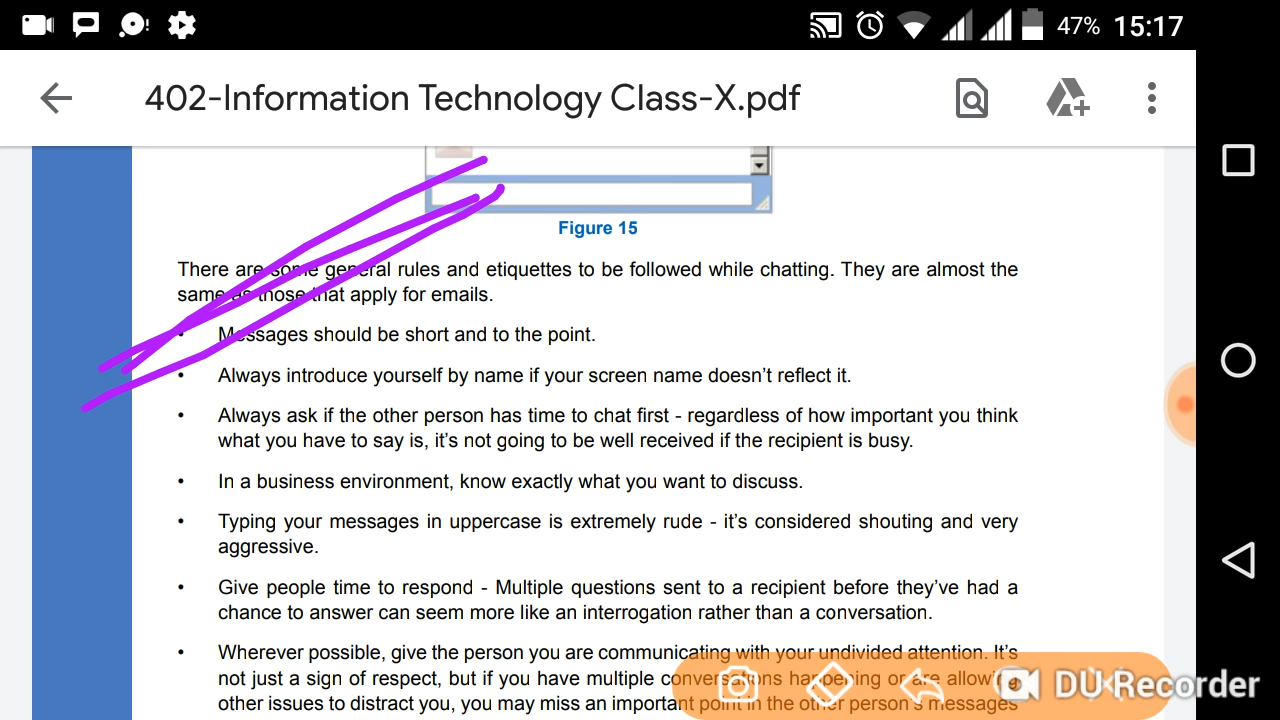 47% 15:17
402-Information Technology Class-X.pdf
Figure 15
There are some general rules and etiquettes to be followed while chatting. They are almost the
same as those that apply for emails.
• Messages should be short and to the point.
• Always introduce yourself by name if your screen name doesn't reflect it.
• Always ask if the other person has time to chat first - regardless of how important you think
what you have to say is, it's not going to be well received if the recipient is busy.
• In a business environment, know exactly what you want to discuss.
• Typing your messages in uppercase is extremely rude - it's considered shouting and very
aggressive.
• Give people time to respond - Multiple questions sent to a recipient before they've had a
chance to answer can seem more like an interrogation rather than a conversation.
• Wherever possible, give the person you are communicating with your undivided attention. It's
not just a sign of respect, but if you have multiple conversations happening or are allowing
other issues to distract you, you may miss an important point in the other person's messages
DU Recorder